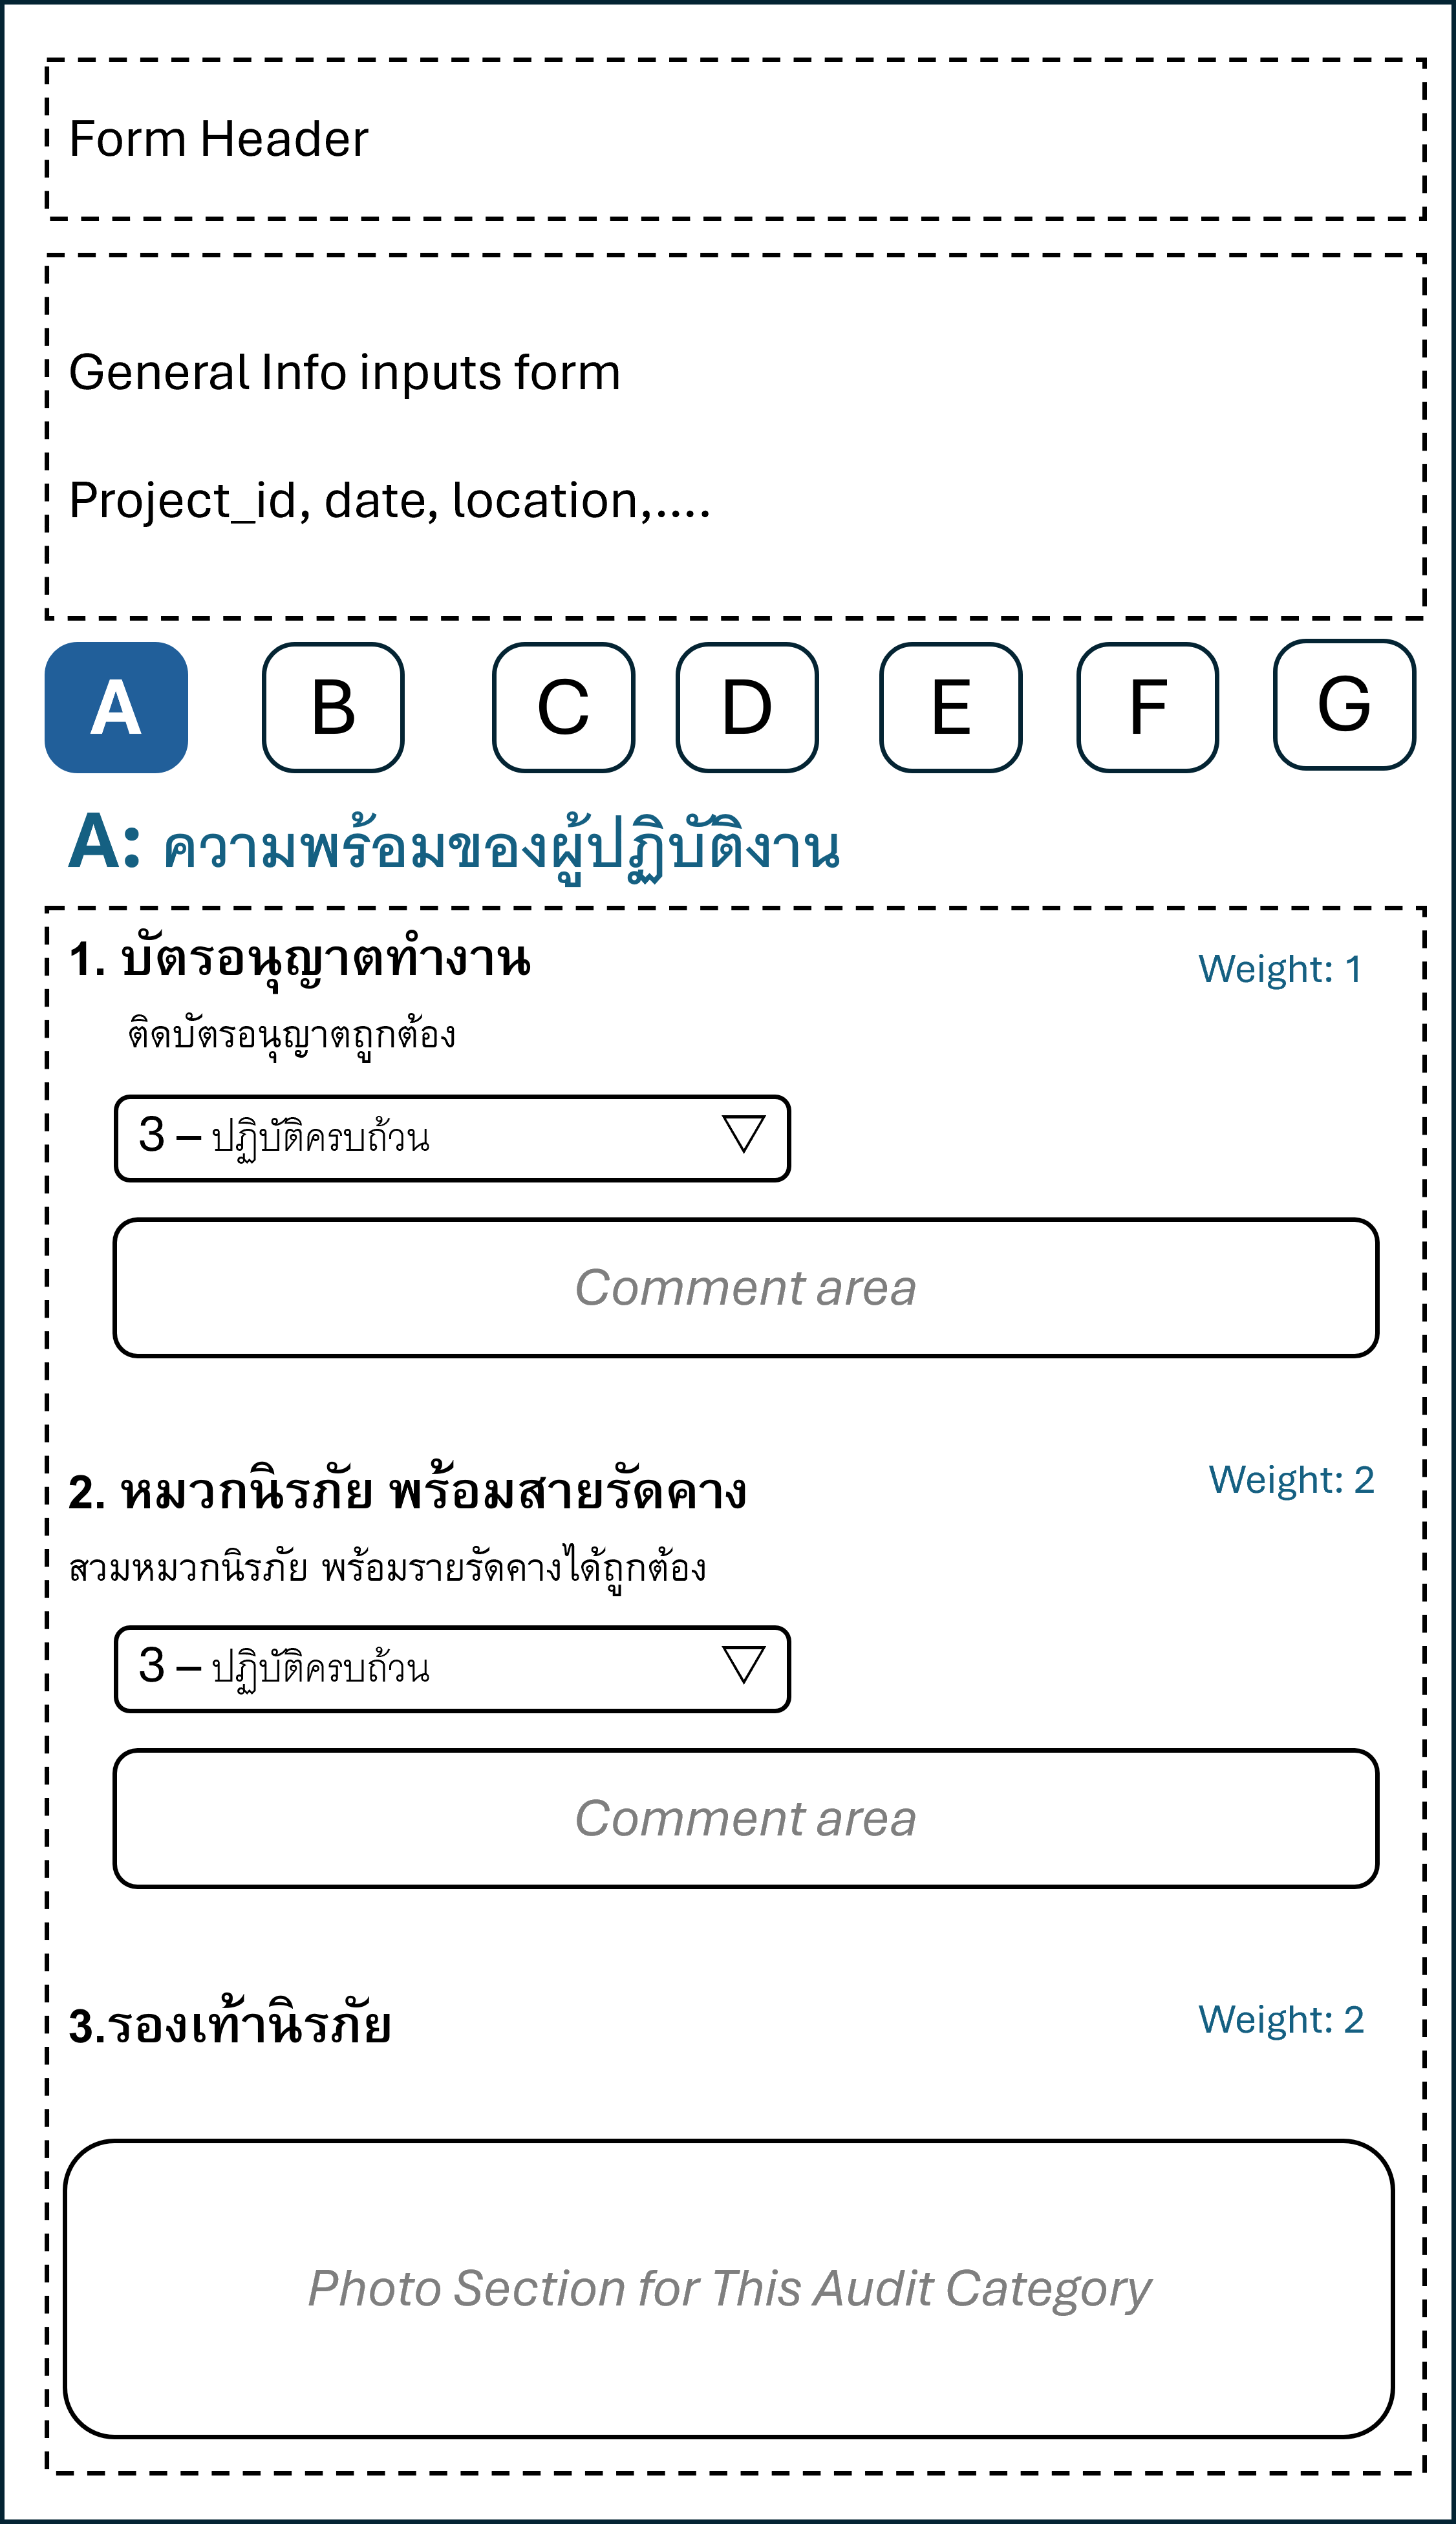 Form Header
General Info inputs form
Project_id, date, location,....
A B C D E F G
A: ความพร้อมของผู้ปฏิบัติงาน
1. บัตรอนุญาตทำงาน Weight: 1
ติดบัตรอนุญาตถูกต้อง
3 – ปฏิบัติครบถ้วน
Comment area
2. หมวกนิรภัย พร้อมสายรัดคาง Weight: 2
สวมหมวกนิรภัย พร้อมรายรัดคางได้ถูกต้อง
3 – ปฏิบัติครบถ้วน
Comment area
3.รองเท้านิรภัย Weight: 2
Photo Section for This Audit Category